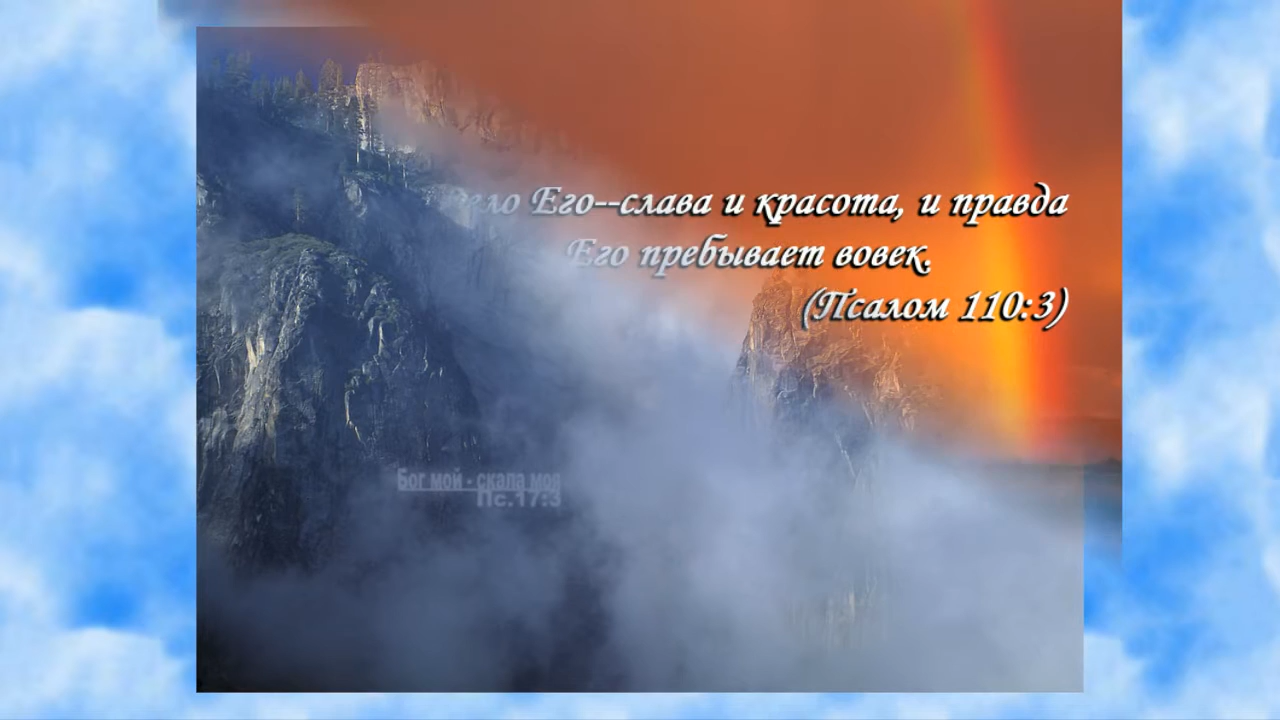 дело Его--слава и красота, и правда
Его пребывает вовек.
(Псалом 110:3)
Бог мой - скала моя
Пс.17:3